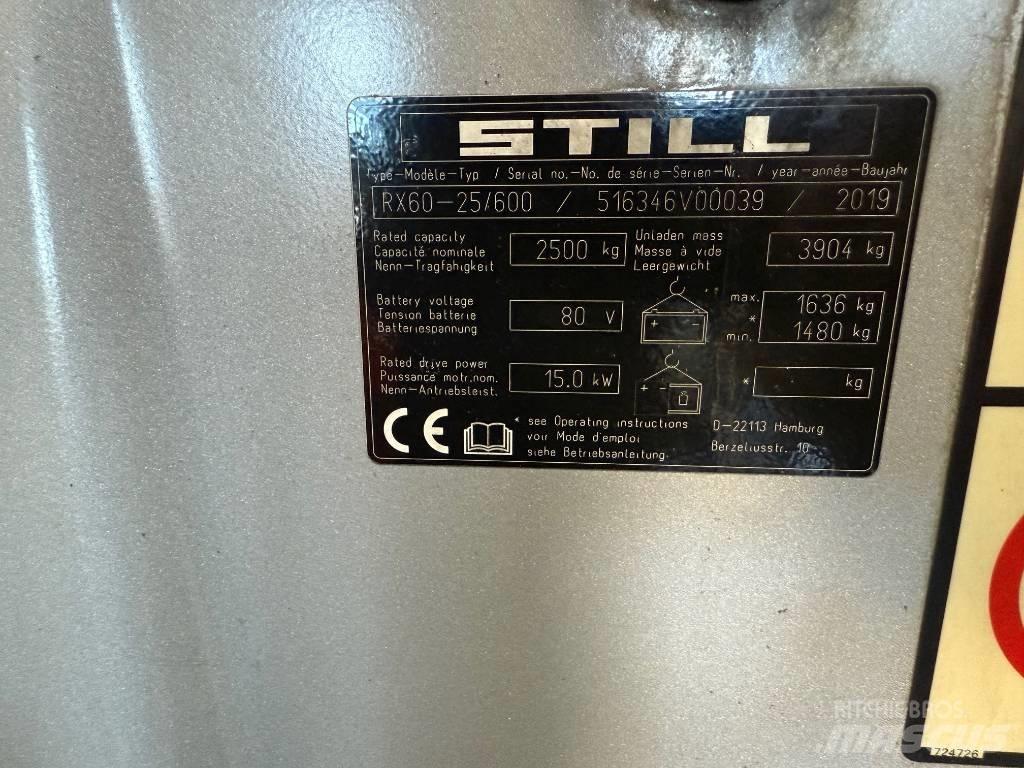 STILL
Type-Modèle-Typ / Serial no.-No. de série-Serien-Nr. / year-année-Baujahr
RX60-25/600 / 516346V00039 / 2019
Rated capacity
Capacité nominale
Nenn-Tragfähigkeit
2500 kg
Unladen mass
Masse à vide
Leergewicht
3904 kg
Battery voltage
Tension batterie
Batteriespannung
80 V
+ -
max. 1636 kg
*
min. 1480 kg
Rated drive power
Puissance motr.nom.
Nenn-Antriebsleist.
15.0 kW
+ -
* kg
CE
* see Operating instructions
voir Mode d'emploi
siehe Betriebsanleitung.
D-22113 Hamburg
Berzeliusstr. 10
RITCHIE BROS.
MASCUS
724726